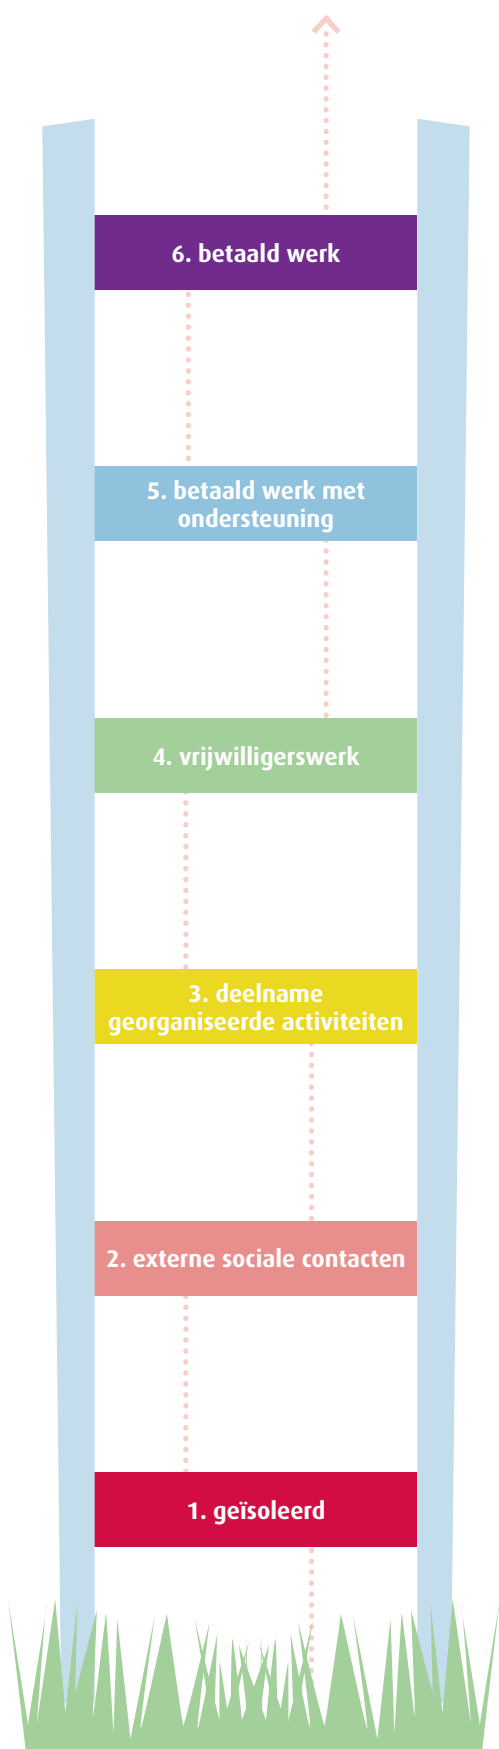 6. betaald werk
5. betaald werk met
ondersteuning
4. vrijwilligerswerk
3. deelname
georganiseerde activiteiten
2. externe sociale contacten
1. geïsoleerd